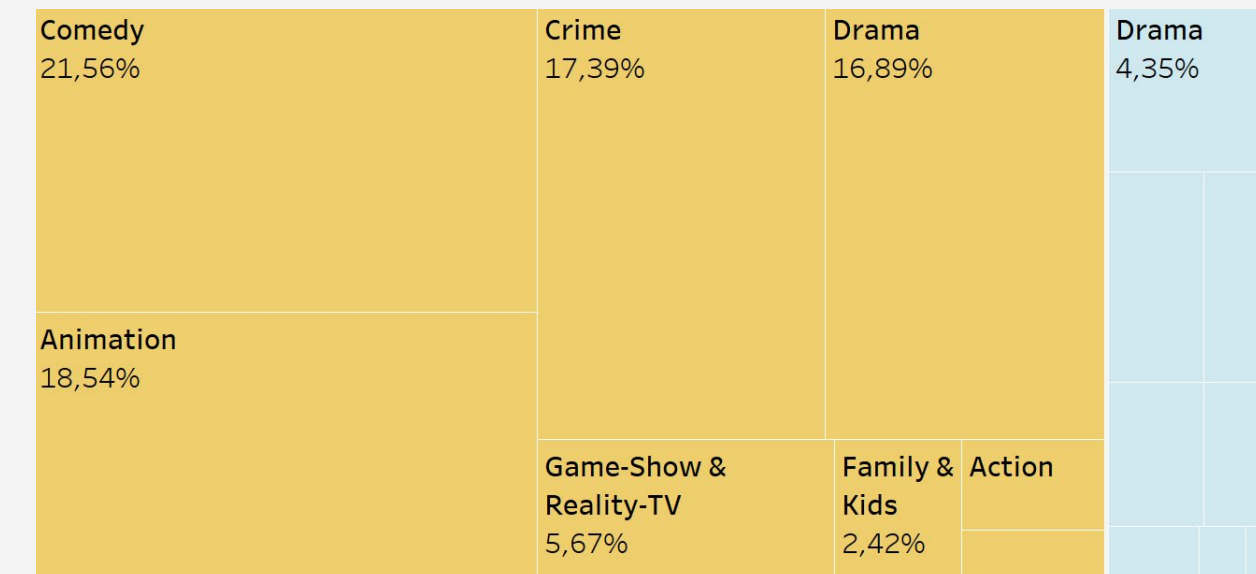 Comedy
21,56%
Crime
17,39%
Drama
16,89%
Drama
4,35%
Animation
18,54%
Game-Show &
Reality-TV
5,67%
Family &
Kids
2,42%
Action